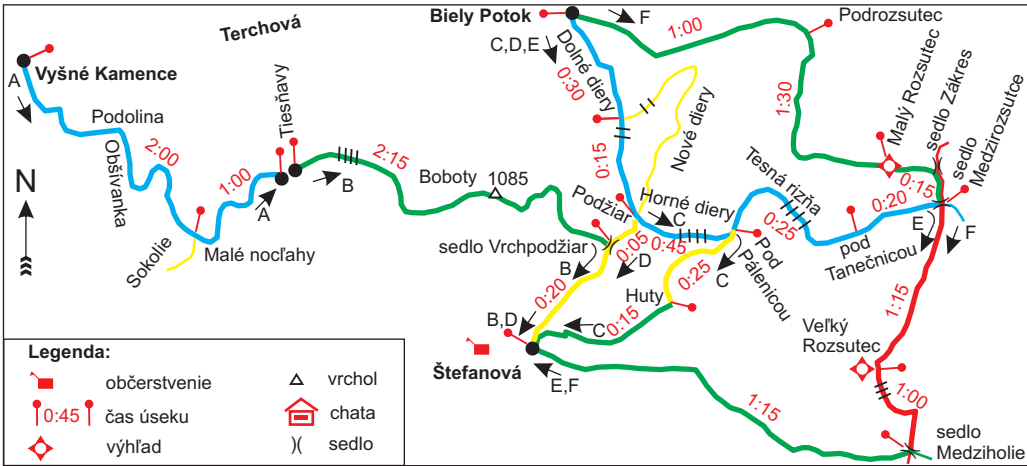 Biely Potok
F
1:00
Podrozsutec
Terchová
C,D,E
Dolné diery
0:30
A
Vyšné Kamence
Tiesňavy
Nové diery
1:30
Malý Rozsutec
sedlo Zákres
sedlo
Medzirozsutce
Podolina
Obšívanka
2:00
1:00
2:15
0:15
0:15
N
B
A
Boboty
1085
Podžiar
Horné diery
C
Tesná rizňa
0:25
0:20
E
F
Sokolie
Malé nocľahy
sedlo Vrchpodžiar
0:05
0:45
pod
Tanečnicou
B
D
0:25
Pod
Pálenicou
C
0:20
Huty
1:15
B,D
C
0:15
Veľký
Rozsutec
Štefanová
E,F
1:15
1:00
sedlo
Medziholie
Legenda:
občerstvenie
0:45
čas úseku
výhľad
vrchol
chata
sedlo